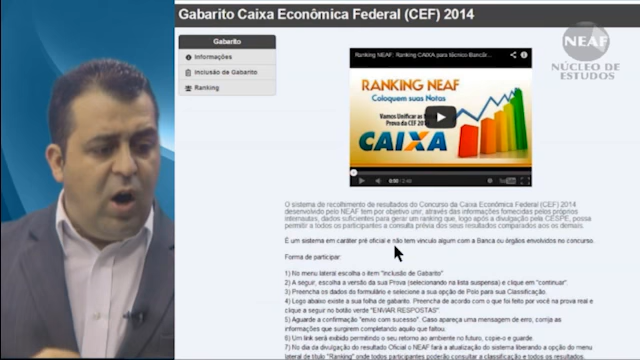 Gabarito Caixa Econômica Federal (CEF) 2014
NEAF
NÚCLEO DE
ESTUDOS
Gabarito
Informações
Inclusão de Gabarito
Ranking
Ranking NEAF: Ranking CAIXA para técnico Bancár...
RANKING NEAF
Coloquem suas Notas
Vamos Unificar as
Prova da CEF 2014
CAIXA
YouTube
O sistema de recolhimento de resultados do Concurso da Caixa Econômica Federal (CEF) 2014
desenvolvido pelo NEAF tem por objetivo unir, através das informações fornecidas pelos próprios
internautas, dados suficientes para gerar um ranking que, logo após a divulgação pela CESPE, possa
permitir a todos os participantes a consulta prévia dos seus resultados comparados aos demais.
É um sistema em caráter pré oficial e não tem vínculo algum com a Banca ou órgãos envolvidos no concurso.
Forma de participar:
1) No menu lateral escolha o item "Inclusão de Gabarito"
2) A seguir, escolha a versão da sua Prova (selecionando na lista suspensa) e clique em "continuar".
3) Preencha os dados do formulário e selecione a sua opção de Polo para sua Classificação.
4) Logo abaixo existe a sua folha de gabarito. Preencha de acordo com o que foi feito por você na prova real e
clique a seguir no botão verde "ENVIAR RESPOSTAS".
5) Aguarde a confirmação "envio com sucesso". Caso apareça uma mensagem de erro, corrija
as informações que surgirem completando aquilo que faltou.
6) Um link será exibido permitindo o seu retorno ao ambiente no futuro, copie-o e guarde.
7) No dia da divulgação do resultado Oficial o NEAF fará a atualização do sistema liberando a opção do menu
lateral de título "Ranking" onde todos participantes poderão consultar a classificação e todos os resultados.